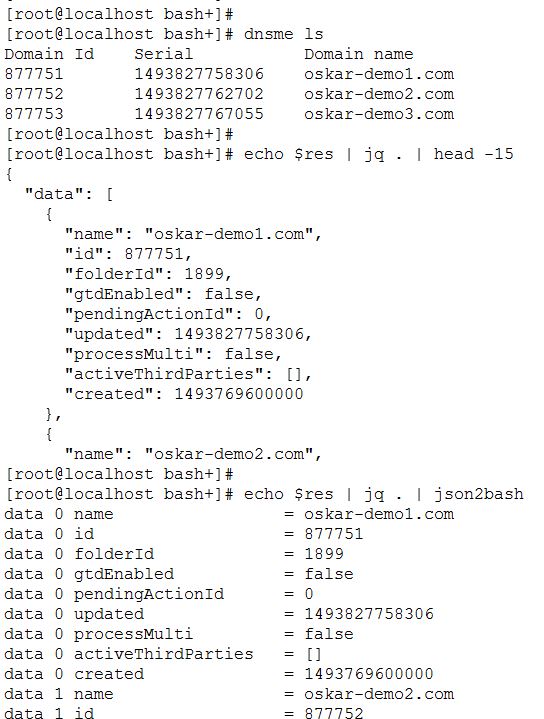 [root@localhost bash+]#
[root@localhost bash+]# dnsme ls
Domain Id    Serial           Domain name
877751       1493827758306    oskar-demo1.com
877752       1493827762702    oskar-demo2.com
877753       1493827767055    oskar-demo3.com
[root@localhost bash+]#
[root@localhost bash+]# echo $res | jq . | head -15
{
  "data": [
    {
      "name": "oskar-demo1.com",
      "id": 877751,
      "folderId": 1899,
      "gtdEnabled": false,
      "pendingActionId": 0,
      "updated": 1493827758306,
      "processMulti": false,
      "activeThirdParties": [],
      "created": 1493769600000
    },
    {
      "name": "oskar-demo2.com",
[root@localhost bash+]#
[root@localhost bash+]# echo $res | jq . | json2bash
data 0 name                 = oskar-demo1.com
data 0 id                   = 877751
data 0 folderId             = 1899
data 0 gtdEnabled           = false
data 0 pendingActionId      = 0
data 0 updated              = 1493827758306
data 0 processMulti         = false
data 0 activeThirdParties   = []
data 0 created              = 1493769600000
data 1 name                 = oskar-demo2.com
data 1 id                   = 877752